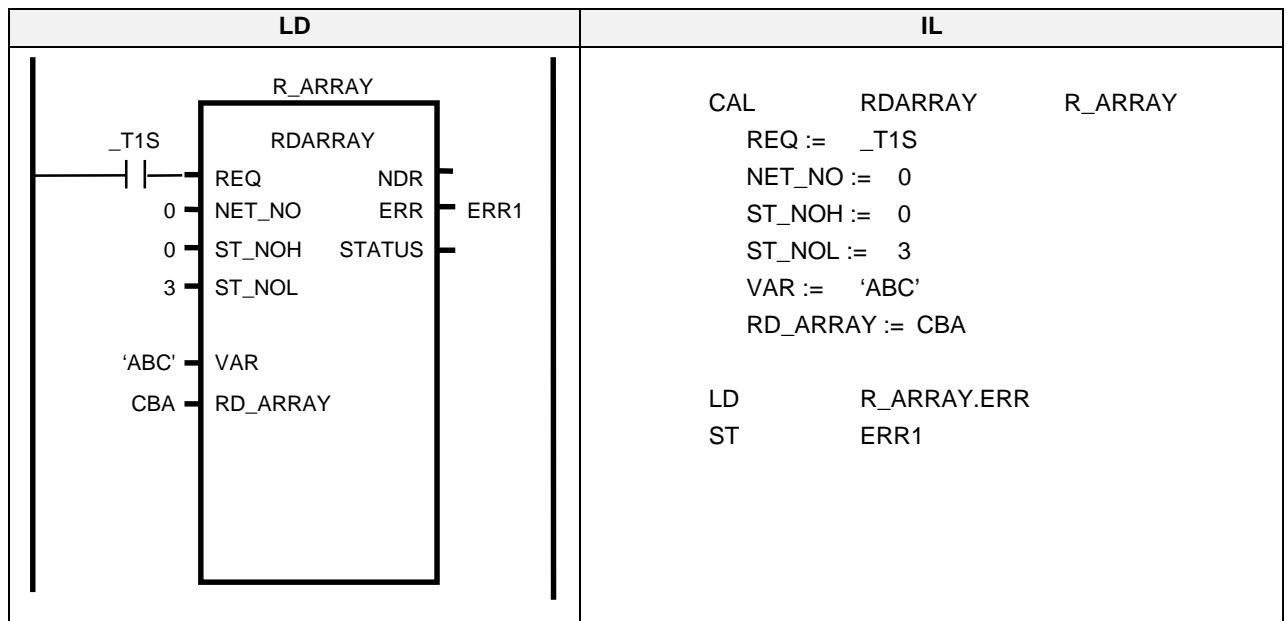 LD
IL
R_ARRAY
_T1S
RDARRAY
REQ NDR
0 NET_NO ERR ERR1
0 ST_NOH STATUS
3 ST_NOL
‘ABC’ VAR
CBA RD_ARRAY
CAL RDARRAY R_ARRAY
REQ := _T1S
NET_NO := 0
ST_NOH := 0
ST_NOL := 3
VAR := ‘ABC’
RD_ARRAY := CBA
LD R_ARRAY.ERR
ST ERR1